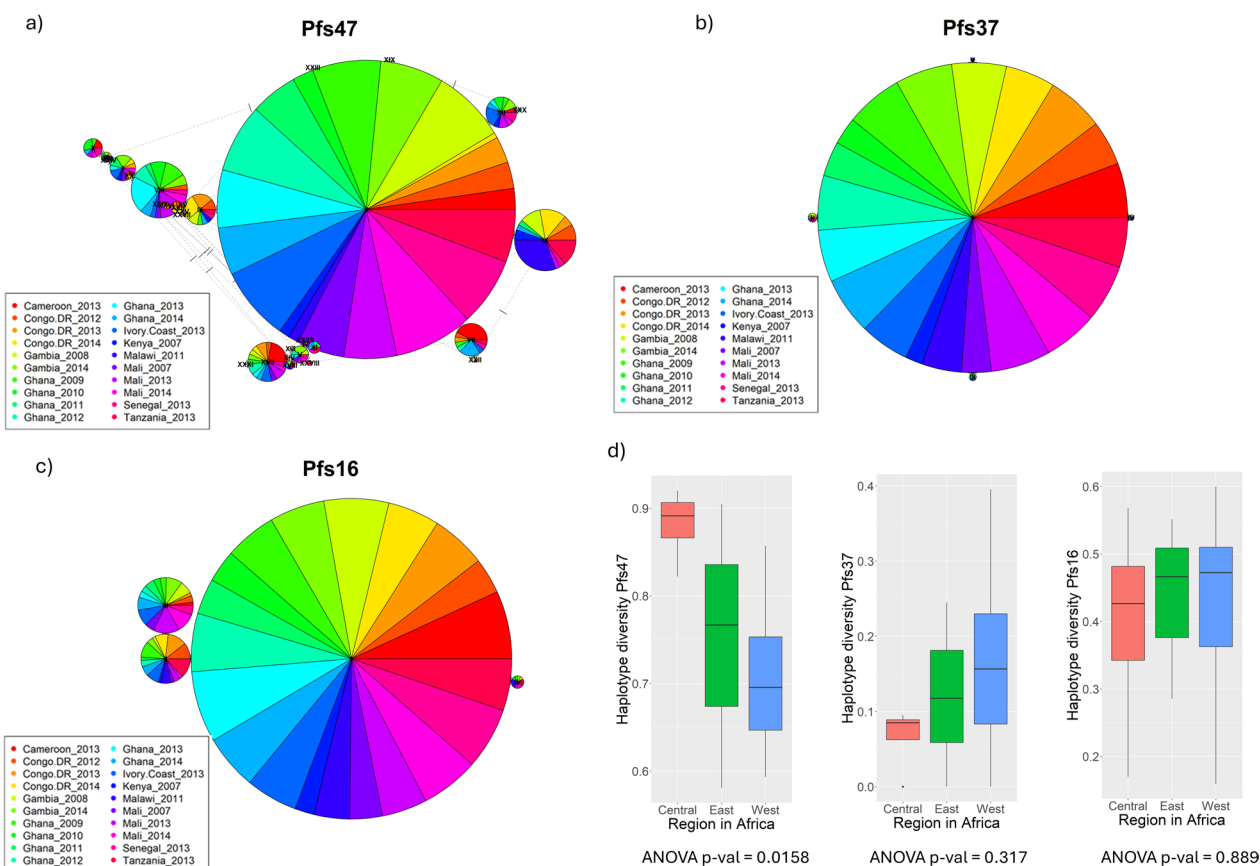 a)
Pfs47
XXIII
XIX
Cameroon_2013
Congo.DR_2012
Congo.DR_2013
Congo.DR_2014
Gambia_2008
Gambia_2014
Ghana_2009
Ghana_2010
Ghana_2011
Ghana_2012
Ghana_2013
Ghana_2014
Ivory.Coast_2013
Kenya_2007
Malawi_2011
Mali_2007
Mali_2013
Mali_2014
Senegal_2013
Tanzania_2013
b)
Pfs37
Cameroon_2013
Congo.DR_2012
Congo.DR_2013
Congo.DR_2014
Gambia_2008
Gambia_2014
Ghana_2009
Ghana_2010
Ghana_2011
Ghana_2012
Ghana_2013
Ghana_2014
Ivory.Coast_2013
Kenya_2007
Malawi_2011
Mali_2007
Mali_2013
Mali_2014
Senegal_2013
Tanzania_2013
c)
Pfs16
Cameroon_2013
Congo.DR_2012
Congo.DR_2013
Congo.DR_2014
Gambia_2008
Gambia_2014
Ghana_2009
Ghana_2010
Ghana_2011
Ghana_2012
Ghana_2013
Ghana_2014
Ivory.Coast_2013
Kenya_2007
Malawi_2011
Mali_2007
Mali_2013
Mali_2014
Senegal_2013
Tanzania_2013
d)
Haplotype diversity Pfs47
0.9
0.8
0.7
0.6
Central East West
Region in Africa
ANOVA p-val = 0.0158
Haplotype diversity Pfs37
0.4
0.3
0.2
0.1
0.0
Central East West
Region in Africa
ANOVA p-val = 0.317
Haplotype diversity Pfs16
0.6
0.5
0.4
0.3
0.2
Central East West
Region in Africa
ANOVA p-val = 0.889